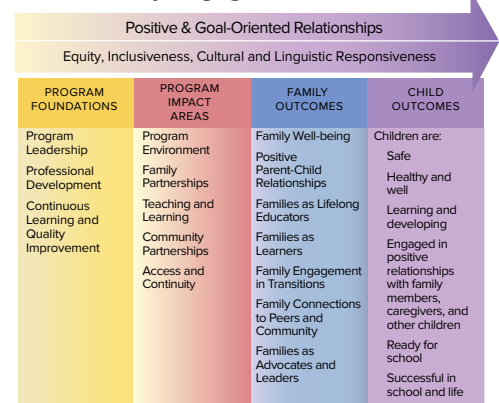 Positive & Goal-Oriented Relationships
Equity, Inclusiveness, Cultural and Linguistic Responsiveness
PROGRAM
FOUNDATIONS
Program
Leadership
Professional
Development
Continuous
Learning and
Quality
Improvement
PROGRAM
IMPACT
AREAS
Program
Environment
Family
Partnerships
Teaching and
Learning
Community
Partnerships
Access and
Continuity
FAMILY
OUTCOMES
Family Well-being
Positive
Parent-Child
Relationships
Families as Lifelong
Educators
Families as
Learners
Family Engagement
in Transitions
Family Connections
to Peers and
Community
Families as
Advocates and
Leaders
CHILD
OUTCOMES
Children are:
Safe
Healthy and
well
Learning and
developing
Engaged in
positive
relationships
with family
members,
caregivers, and
other children
Ready for
school
Successful in
school and life